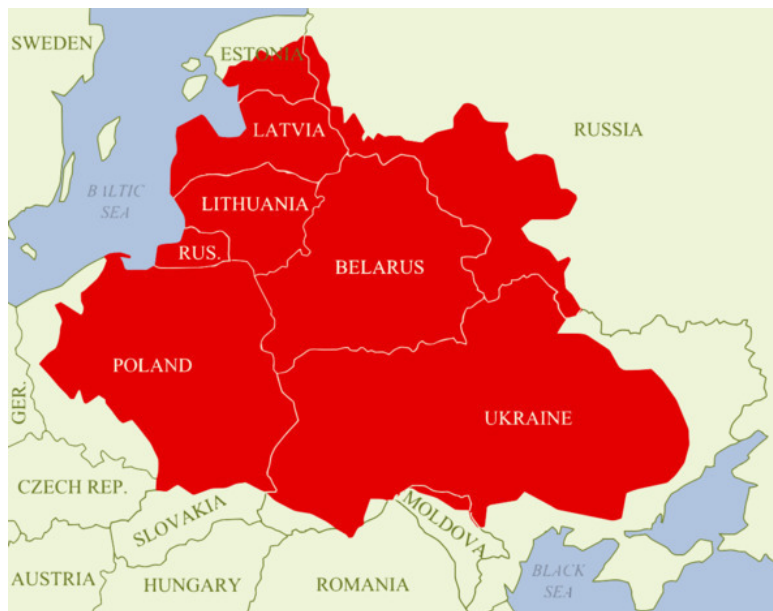 SWEDEN
ESTONIA
RUSSIA
LATVIA
BALTIC
SEA
LITHUANIA
RUS.
BELARUS
POLAND
GER.
UKRAINE
CZECH REP.
SLOVAKIA
MOLDOVA
AUSTRIA
HUNGARY
ROMANIA
BLACK
SEA